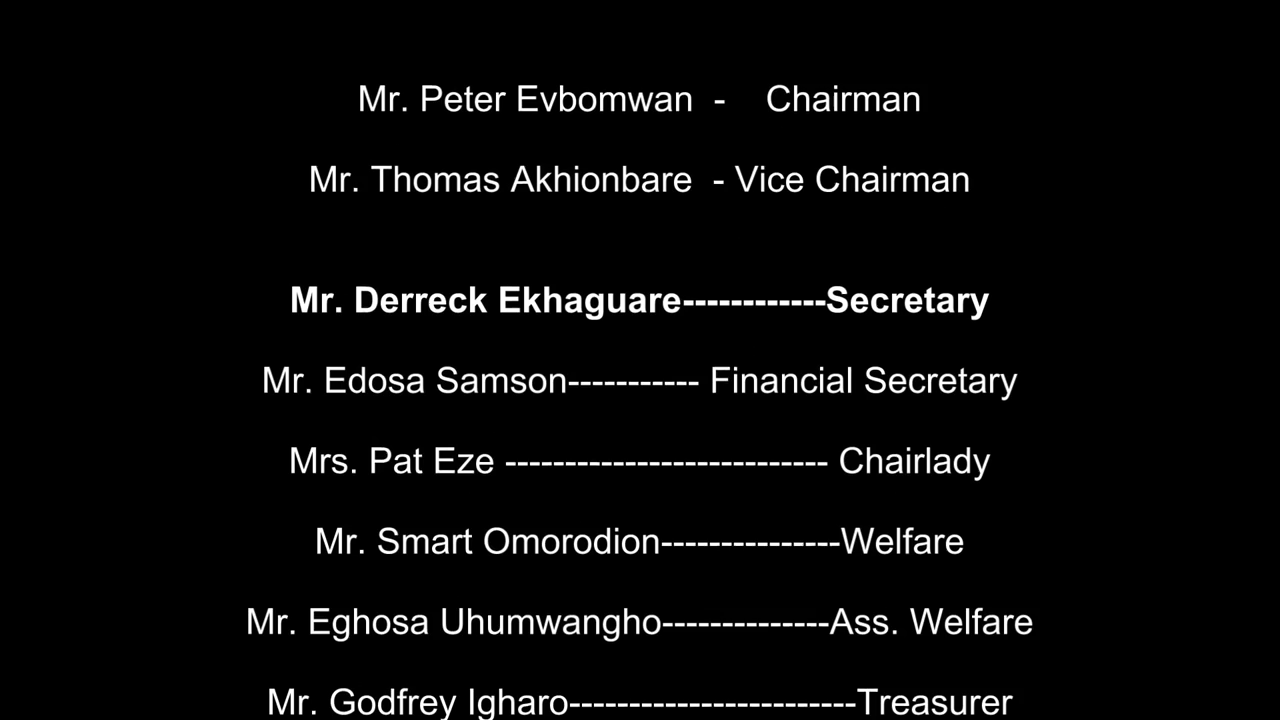 Mr. Peter Evbomwan  -    Chairman
Mr. Thomas Akhionbare  - Vice Chairman
Mr. Derreck Ekhaguare------------Secretary
Mr. Edosa Samson----------- Financial Secretary
Mrs. Pat Eze --------------------------- Chairlady
Mr. Smart Omorodion---------------Welfare
Mr. Eghosa Uhumwangho--------------Ass. Welfare
Mr. Godfrey Igharo------------------------Treasurer